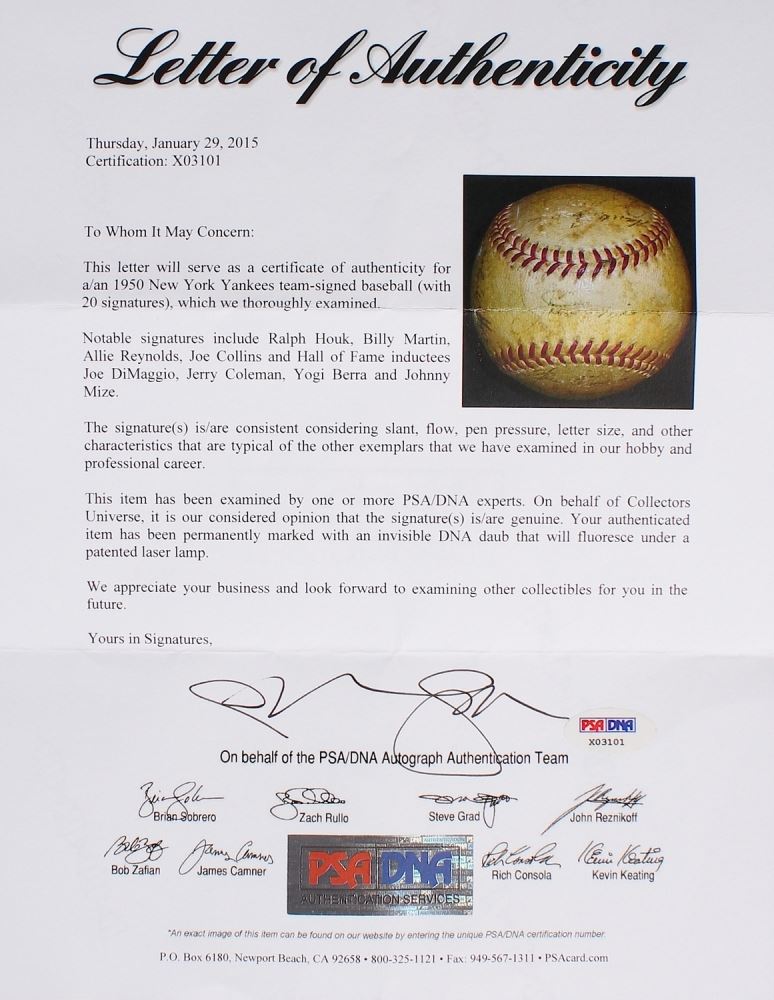 Letter of Authenticity
Thursday, January 29, 2015
Certification: X03101
To Whom It May Concern:
This letter will serve as a certificate of authenticity for
a/an 1950 New York Yankees team-signed baseball (with
20 signatures), which we thoroughly examined.
Notable signatures include Ralph Houk, Billy Martin,
Allie Reynolds, Joe Collins and Hall of Fame inductees
Joe DiMaggio, Jerry Coleman, Yogi Berra and Johnny
Mize.
The signature(s) is/are consistent considering slant, flow, pen pressure, letter size, and other
characteristics that are typical of the other exemplars that we have examined in our hobby and
professional career.
This item has been examined by one or more PSA/DNA experts. On behalf of Collectors
Universe, it is our considered opinion that the signature(s) is/are genuine. Your authenticated
item has been permanently marked with an invisible DNA daub that will fluoresce under a
patented laser lamp.
We appreciate your business and look forward to examining other collectibles for you in the
future.
Yours in Signatures,
PSA DNA
X03101
On behalf of the PSA/DNA Autograph Authentication Team
Brian Sobrero Zach Rullo Steve Grad John Reznikoff
Bob Zafian James Camner Rich Consola Kevin Keating
PSA DNA
AUTHENTICATION SERVICES
"An exact image of this item can be found on our website by entering the unique PSA/DNA certification number.
P.O. Box 6180, Newport Beach, CA 92658 • 800-325-1121 • Fax: 949-567-1311 • PSAcard.com